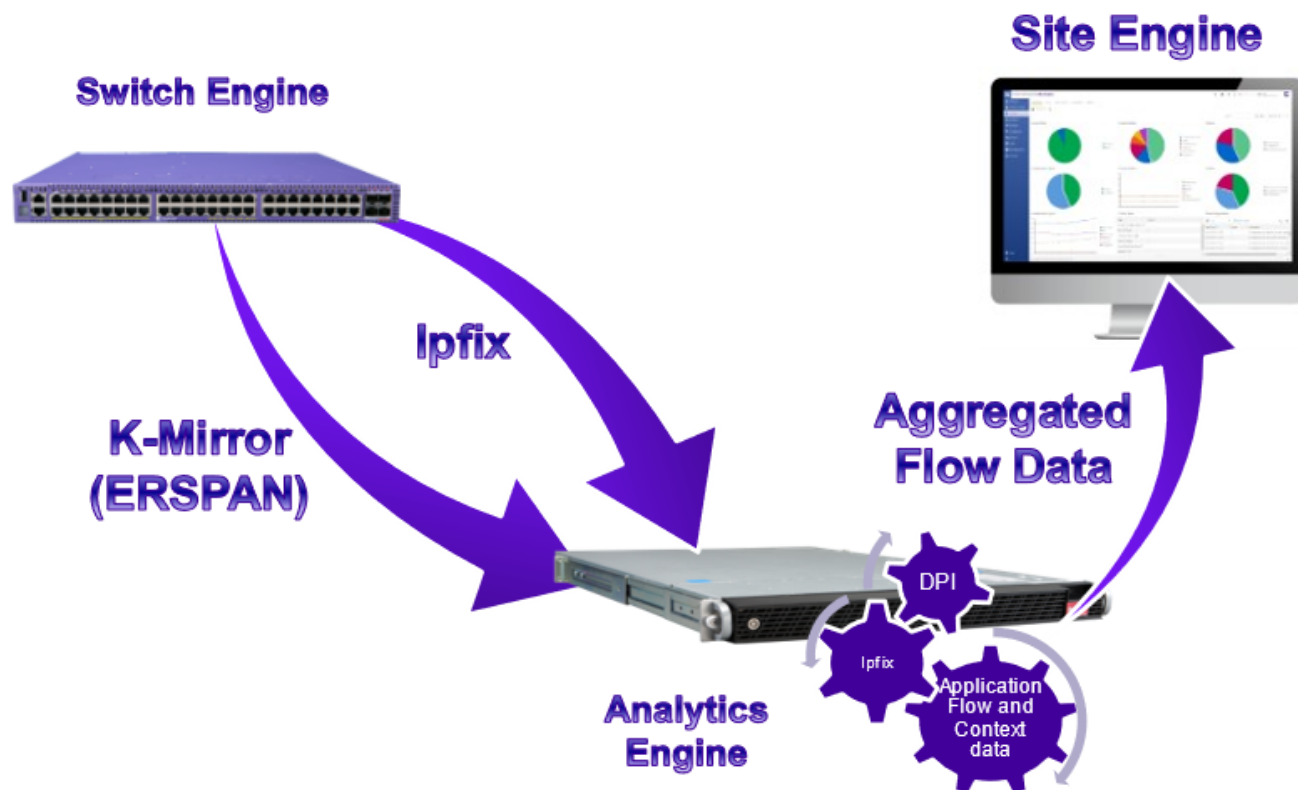 Site Engine
Switch Engine
Ipfix
K-Mirror
(ERSPAN)
Aggregated
Flow Data
DPI
Ipfix
Application
Flow and
Context
data
Analytics
Engine